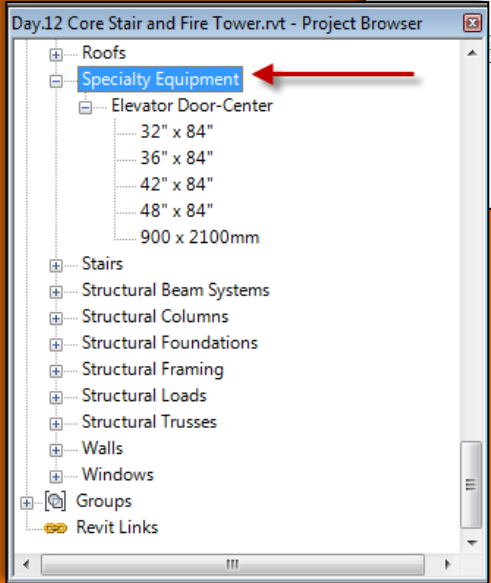 Day.12 Core Stair and Fire Tower.rvt - Project Browser
Roofs
Specialty Equipment
Elevator Door-Center
32" x 84"
36" x 84"
42" x 84"
48" x 84"
900 x 2100mm
Stairs
Structural Beam Systems
Structural Columns
Structural Foundations
Structural Framing
Structural Loads
Structural Trusses
Walls
Windows
Groups
Revit Links